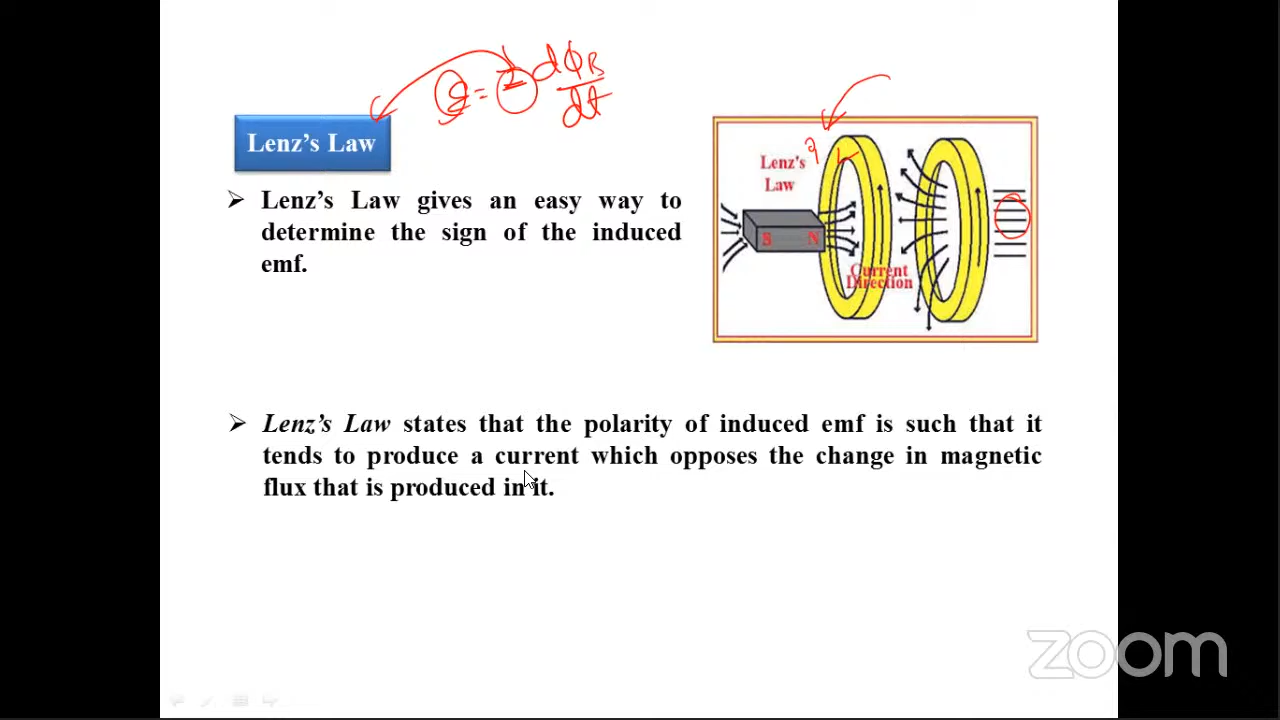 ε = - dΦB
dt
Lenz's Law
Lenz's
Law
S N
Current
Direction
➢ Lenz's Law gives an easy way to
determine the sign of the induced
emf.
➢ Lenz's Law states that the polarity of induced emf is such that it
tends to produce a current which opposes the change in magnetic
flux that is produced in it.
zoom